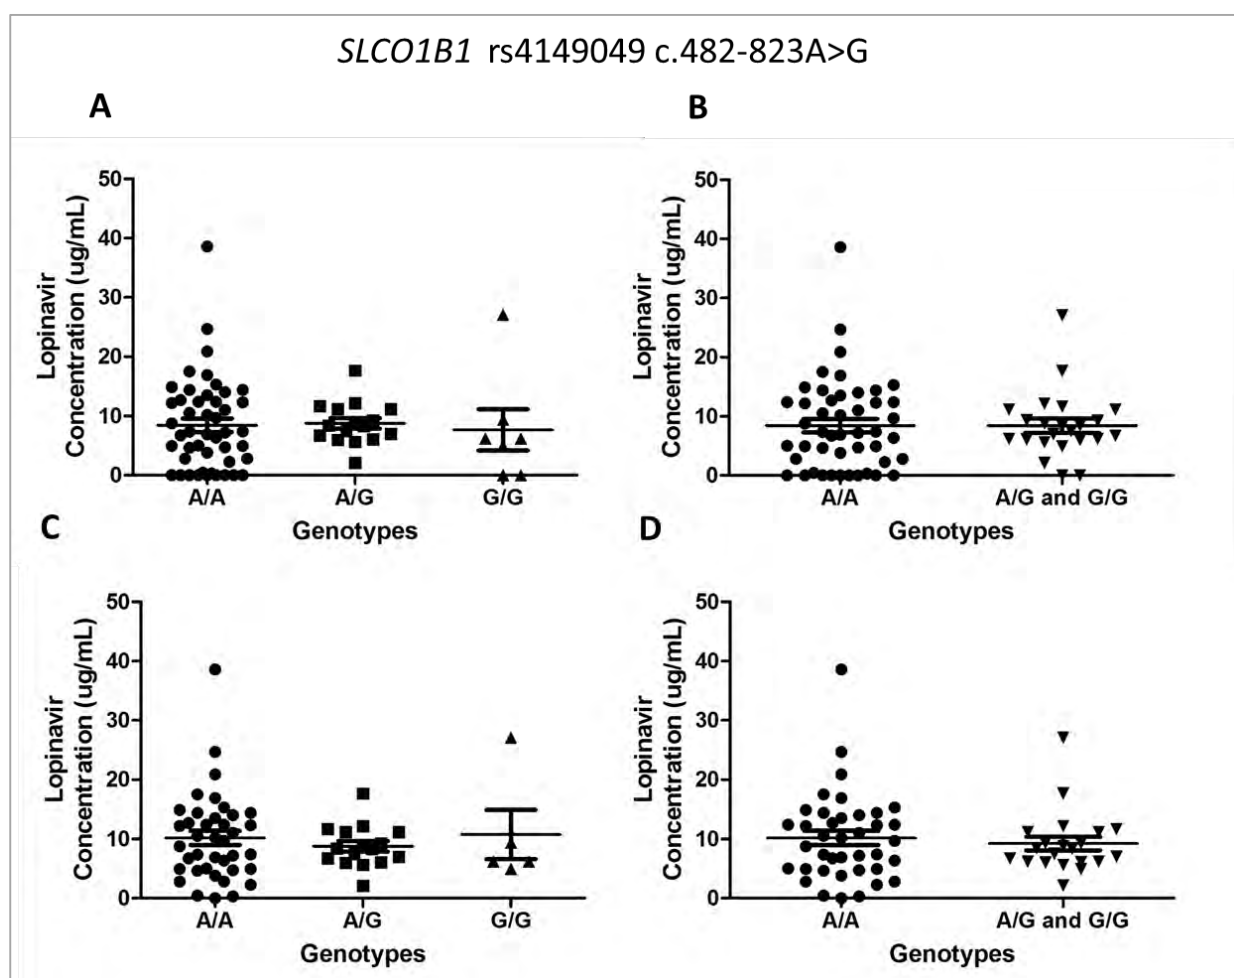 SLCO1B1 rs4149049 c.482-823A>G
A
B
Lopinavir
Concentration (ug/mL)
50
40
30
20
10
0
A/A
A/G
G/G
Genotypes
Lopinavir
Concentration (ug/mL)
50
40
30
20
10
0
A/A
A/G and G/G
Genotypes
C
D
Lopinavir
Concentration (ug/mL)
50
40
30
20
10
0
A/A
A/G
G/G
Genotypes
Lopinavir
Concentration (ug/mL)
50
40
30
20
10
0
A/A
A/G and G/G
Genotypes